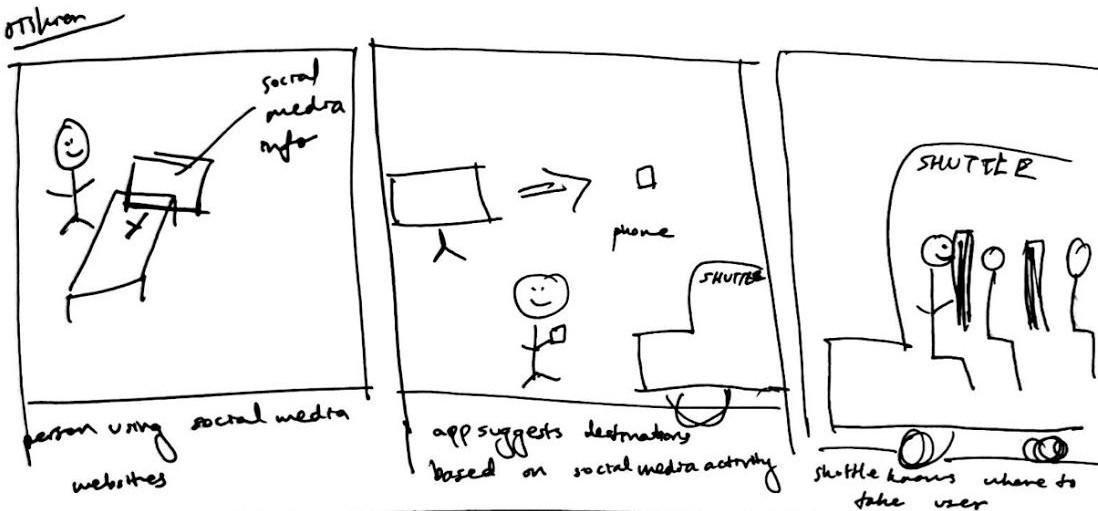 social
media
info
person using social media
websites
phone
SHUTTLE
app suggests destinations
based on social media activity
SHUTTLE
shuttle knows where to
take user